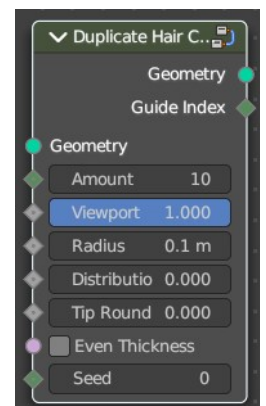 Duplicate Hair C..
Geometry
Guide Index
Geometry
Amount 10
Viewport 1.000
Radius 0.1 m
Distributio 0.000
Tip Round 0.000
Even Thickness
Seed 0